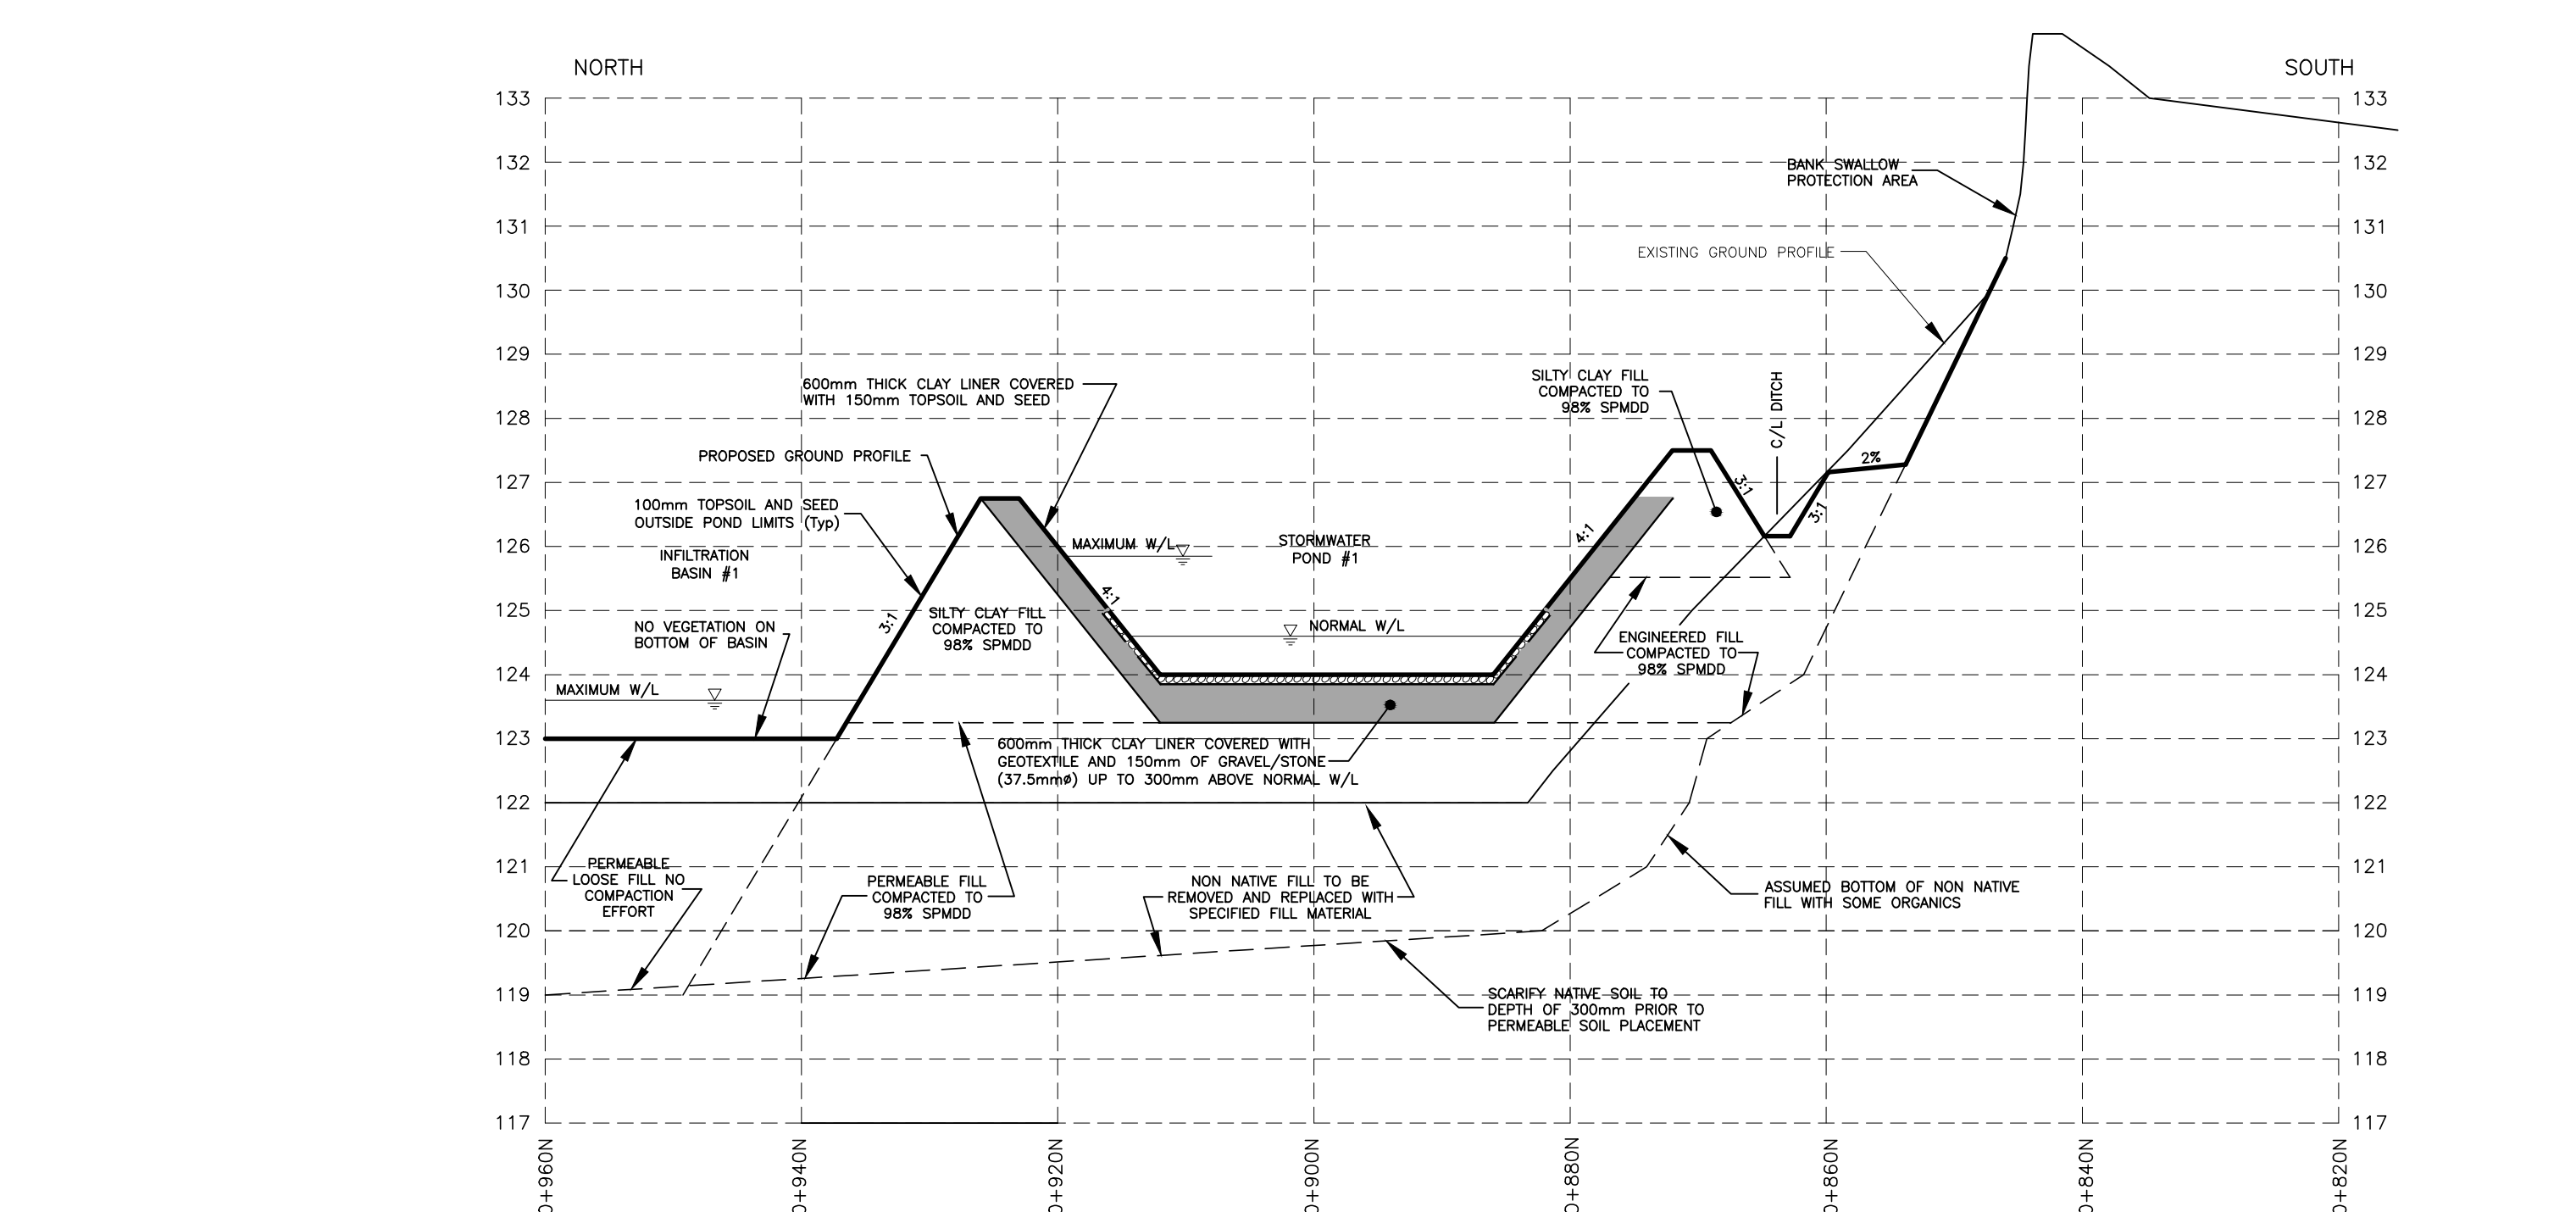 NORTH
SOUTH
133
133
132
132
BANK SWALLOW
PROTECTION AREA
131
131
EXISTING GROUND PROFILE
130
130
129
129
600mm THICK CLAY LINER COVERED
WITH 150mm TOPSOIL AND SEED
SILTY CLAY FILL
COMPACTED TO
98% SPMDD
C/L DITCH
128
128
PROPOSED GROUND PROFILE
2%
127
127
100mm TOPSOIL AND SEED
OUTSIDE POND LIMITS (Typ)
3:1
3:1
4:1
126
126
INFILTRATION
BASIN #1
MAXIMUM W/L
STORMWATER
POND #1
4:1
125
125
3:1
SILTY CLAY FILL
COMPACTED TO
98% SPMDD
NO VEGETATION ON
BOTTOM OF BASIN
NORMAL W/L
ENGINEERED FILL
COMPACTED TO
98% SPMDD
124
124
MAXIMUM W/L
123
123
600mm THICK CLAY LINER COVERED WITH
GEOTEXTILE AND 150mm OF GRAVEL/STONE
(37.5mmø) UP TO 300mm ABOVE NORMAL W/L
122
122
121
121
PERMEABLE
LOOSE FILL NO
COMPACTION
EFFORT
PERMEABLE FILL
COMPACTED TO
98% SPMDD
NON NATIVE FILL TO BE
REMOVED AND REPLACED WITH
SPECIFIED FILL MATERIAL
ASSUMED BOTTOM OF NON NATIVE
FILL WITH SOME ORGANICS
120
120
119
119
SCARIFY NATIVE SOIL TO
DEPTH OF 300mm PRIOR TO
PERMEABLE SOIL PLACEMENT
118
118
117
117
0+960N
0+940N
0+920N
0+900N
0+880N
0+860N
0+840N
0+820N